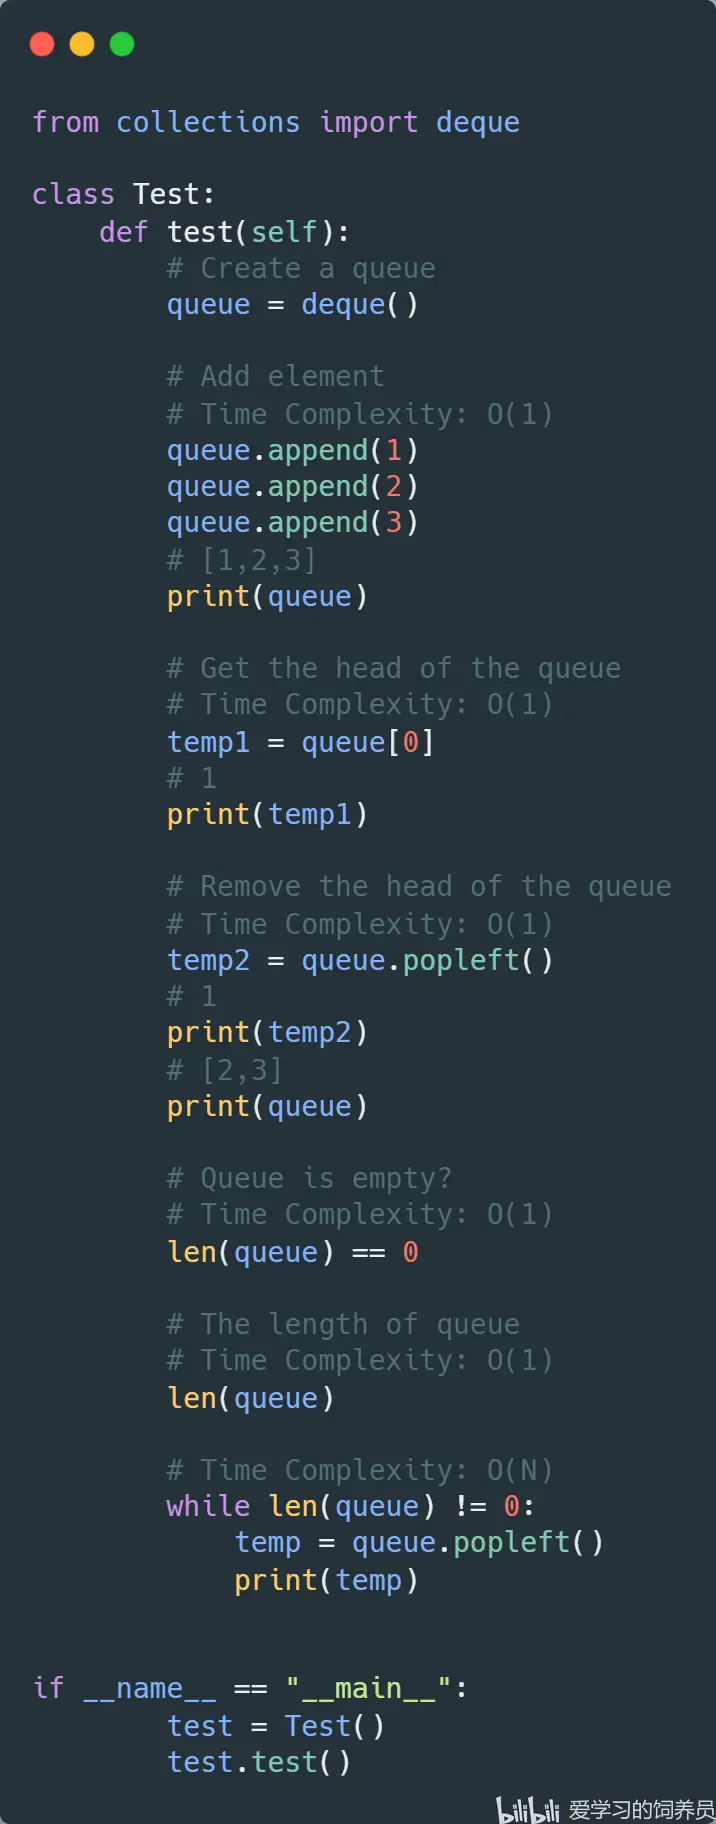 from collections import deque
class Test:
    def test(self):
        # Create a queue
        queue = deque()
        # Add element
        # Time Complexity: O(1)
        queue.append(1)
        queue.append(2)
        queue.append(3)
        # [1,2,3]
        print(queue)
        # Get the head of the queue
        # Time Complexity: O(1)
        temp1 = queue[0]
        # 1
        print(temp1)
        # Remove the head of the queue
        # Time Complexity: O(1)
        temp2 = queue.popleft()
        # 1
        print(temp2)
        # [2,3]
        print(queue)
        # Queue is empty?
        # Time Complexity: O(1)
        len(queue) == 0
        # The length of queue
        # Time Complexity: O(1)
        len(queue)
        # Time Complexity: O(N)
        while len(queue) != 0:
            temp = queue.popleft()
            print(temp)
if __name__ == "__main__":
        test = Test()
        test.test()
bilibili 爱学习的饲养员